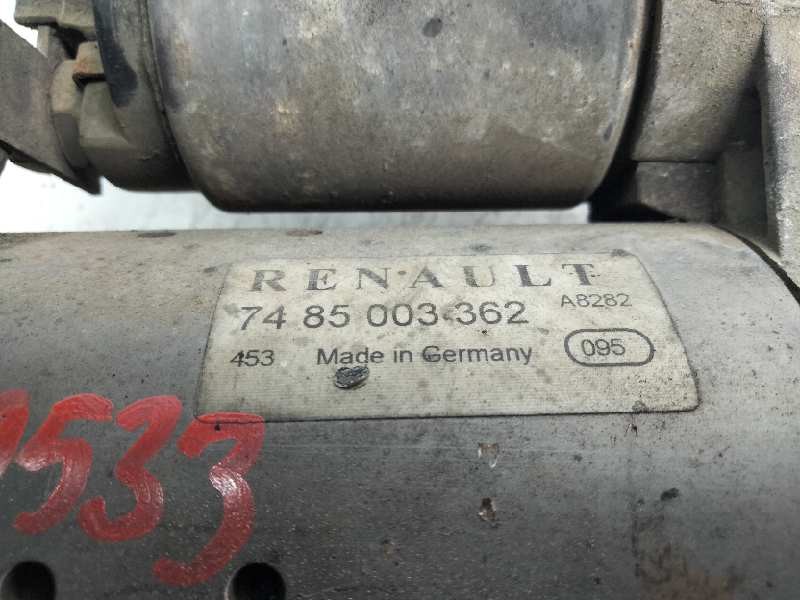 RENAULT
74 85 003 362 A8282
453 Made in Germany 095
533